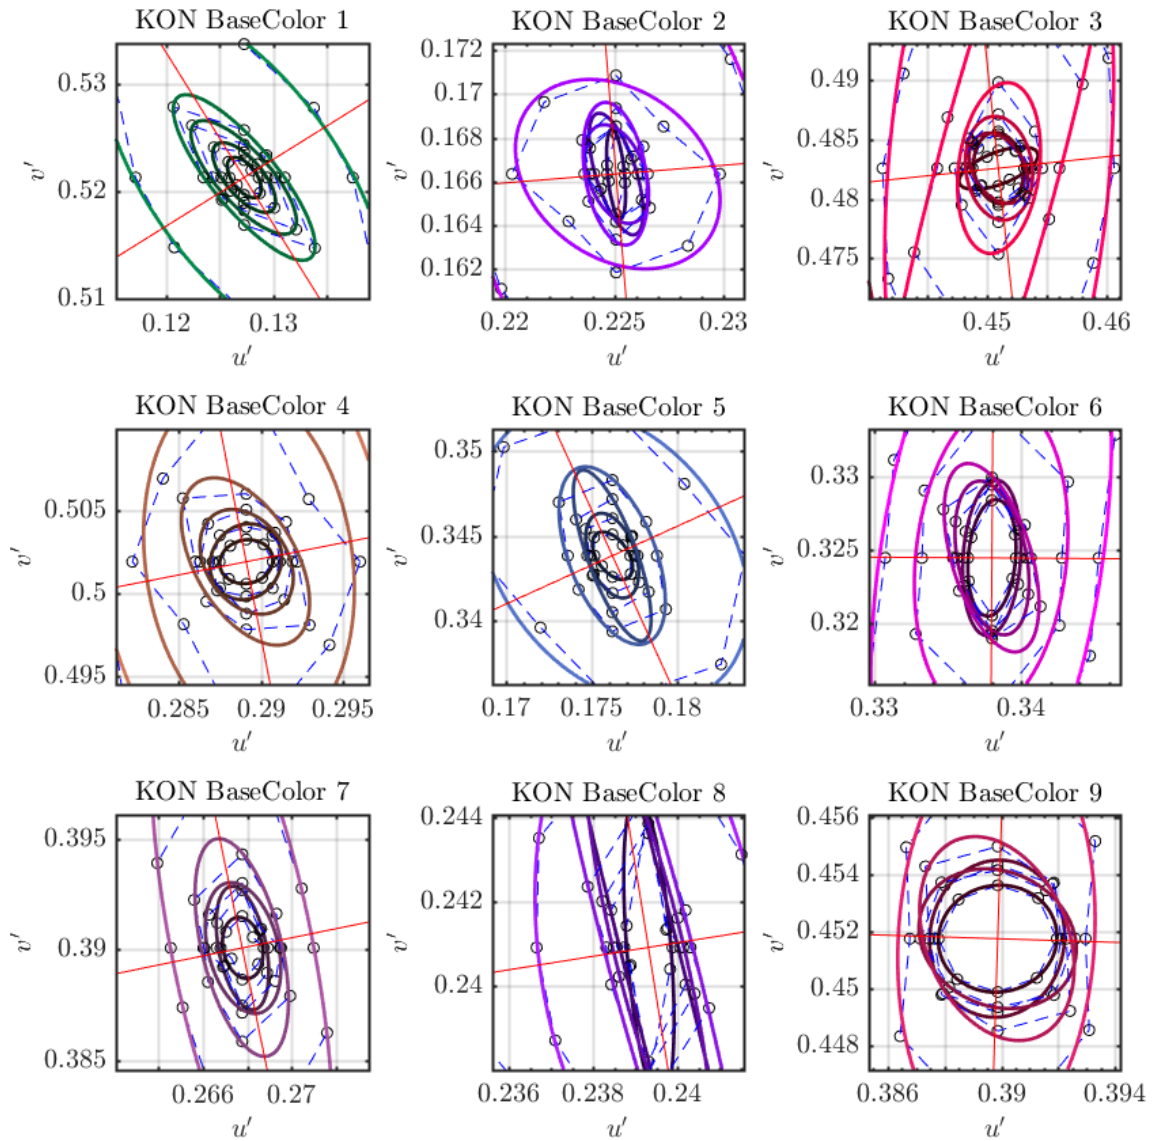 KON BaseColor 1
0.53
0.52
0.51
v′
0.12 0.13
u′
KON BaseColor 2
0.172
0.17
0.168
0.166
0.164
0.162
v′
0.22 0.225 0.23
u′
KON BaseColor 3
0.49
0.485
0.48
0.475
v′
0.45 0.46
u′
KON BaseColor 4
0.505
0.5
0.495
v′
0.285 0.29 0.295
u′
KON BaseColor 5
0.35
0.345
0.34
v′
0.17 0.175 0.18
u′
KON BaseColor 6
0.33
0.325
0.32
v′
0.33 0.34
u′
KON BaseColor 7
0.395
0.39
0.385
v′
0.266 0.27
u′
KON BaseColor 8
0.244
0.242
0.24
v′
0.236 0.238 0.24
u′
KON BaseColor 9
0.456
0.454
0.452
0.45
0.448
v′
0.386 0.39 0.394
u′